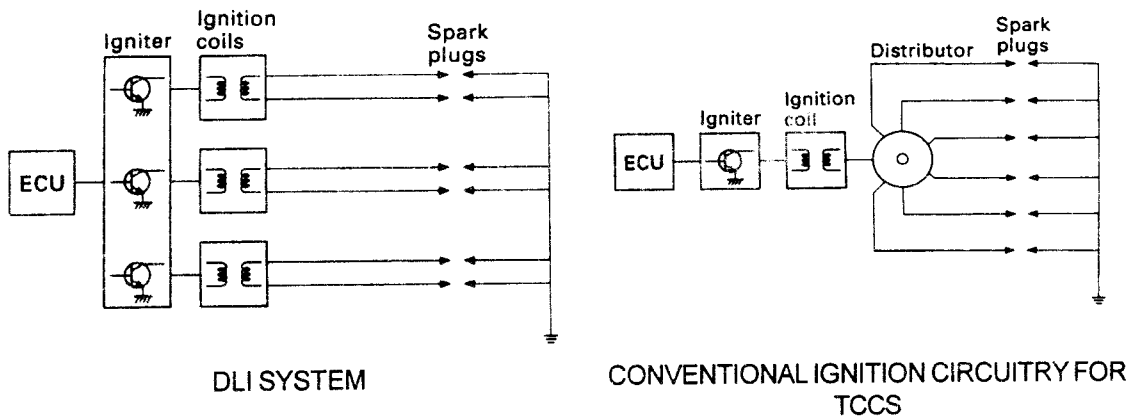 Ignition
coils
Igniter
Spark
plugs
ECU
DLI SYSTEM
Distributor
Spark
plugs
Ignition
coil
Igniter
ECU
CONVENTIONAL IGNITION CIRCUITRY FOR
TCCS